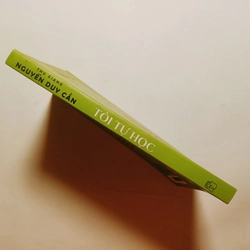 THU GIANG
NGUYỄN DUY CẦN
TÔI TỰ HỌC